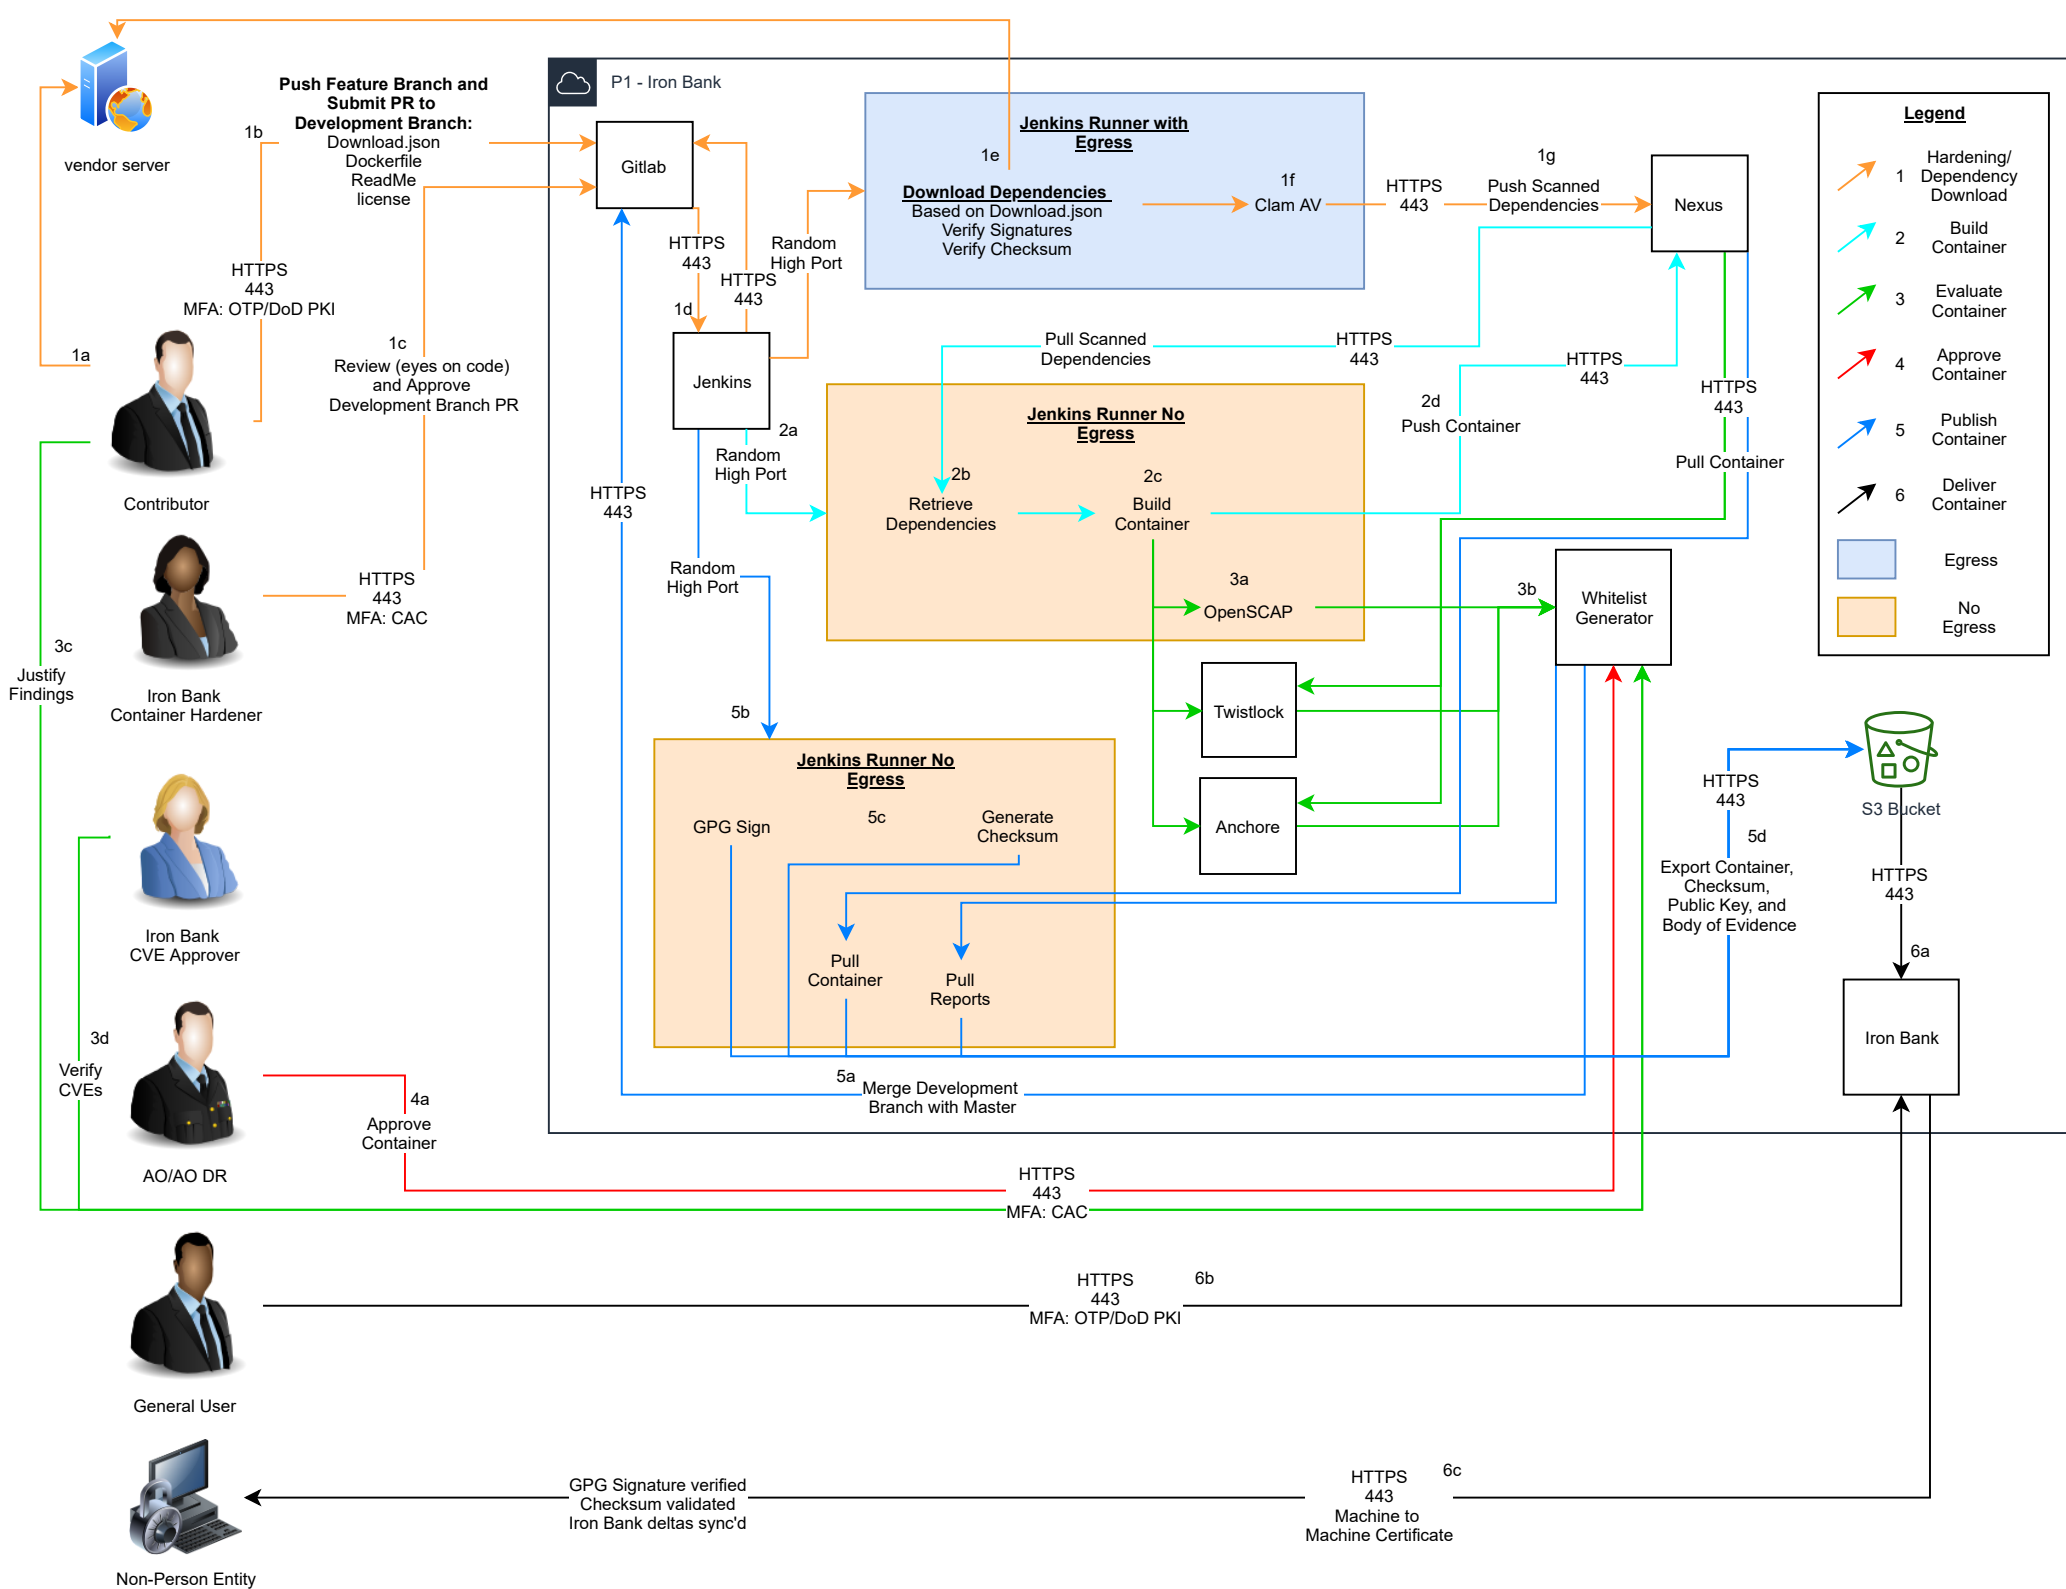 vendor server
1a
1b
Push Feature Branch and
Submit PR to
Development Branch:
Download.json
Dockerfile
ReadMe
license
HTTPS
443
MFA: OTP/DoD PKI
1c
Review (eyes on code)
and Approve
Development Branch PR
Contributor
HTTPS
443
MFA: CAC
Iron Bank
Container Hardener
3c
Justify
Findings
Iron Bank
CVE Approver
3d
Verify
CVEs
AO/AO DR
4a
Approve
Container
General User
Non-Person Entity
P1 - Iron Bank
Gitlab
HTTPS
443
HTTPS
443
1d
Jenkins
Random
High Port
Jenkins Runner with
Egress
1e
Download Dependencies
Based on Download.json
Verify Signatures
Verify Checksum
1f
Clam AV
HTTPS
443
1g
Push Scanned
Dependencies
Nexus
Pull Scanned
Dependencies
HTTPS
443
HTTPS
443
2d
Push Container
HTTPS
443
Pull Container
2a
Random
High Port
Jenkins Runner No
Egress
2b
Retrieve
Dependencies
2c
Build
Container
3a
OpenSCAP
3b
Whitelist
Generator
Twistlock
Anchore
HTTPS
443
Random
High Port
5b
Jenkins Runner No
Egress
GPG Sign
5c
Generate
Checksum
Pull
Container
Pull
Reports
5a
Merge Development
Branch with Master
HTTPS
443
5d
Export Container,
Checksum,
Public Key, and
Body of Evidence
S3 Bucket
HTTPS
443
6a
Iron Bank
HTTPS
443
MFA: CAC
HTTPS
443
MFA: OTP/DoD PKI
6b
GPG Signature verified
Checksum validated
Iron Bank deltas sync'd
HTTPS
443
Machine to
Machine Certificate
6c
Legend
1
Hardening/
Dependency
Download
2
Build
Container
3
Evaluate
Container
4
Approve
Container
5
Publish
Container
6
Deliver
Container
Egress
No
Egress